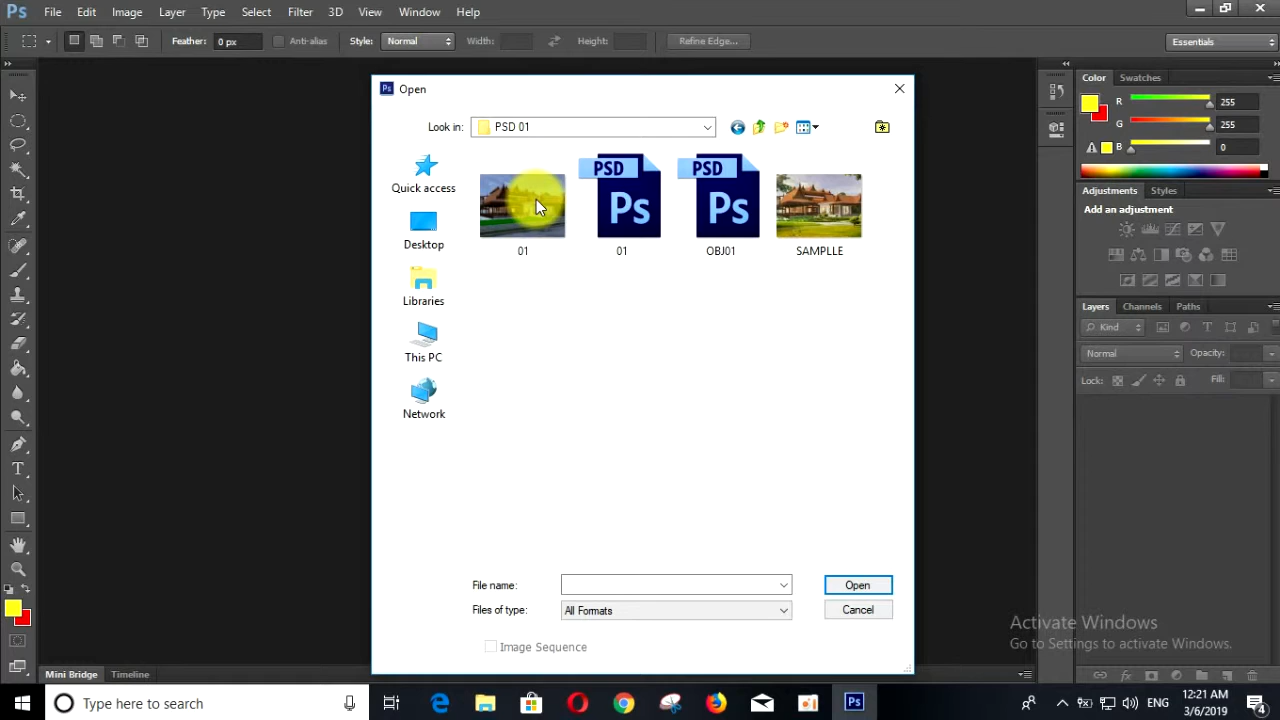 Ps File Edit Image Layer Type Select Filter 3D View Window Help
Feather: 0 px Anti-alias Style: Normal Width: Height: Refine Edge... Essentials
Open
Look in: PSD 01
Quick access
Desktop
Libraries
This PC
Network
PSD Ps
PSD Ps
01 01 OBJ01 SAMPLLE
File name: Open
Files of type: All Formats Cancel
Image Sequence
Color Swatches
R 255
G 255
B 0
Adjustments Styles
Add an adjustment
Layers Channels Paths
Kind
Normal Opacity:
Lock: Fill:
Activate Windows
Go to Settings to activate Windows.
Mini Bridge Timeline
Type here to search
Ps
ENG
12:21 AM
3/6/2019
4